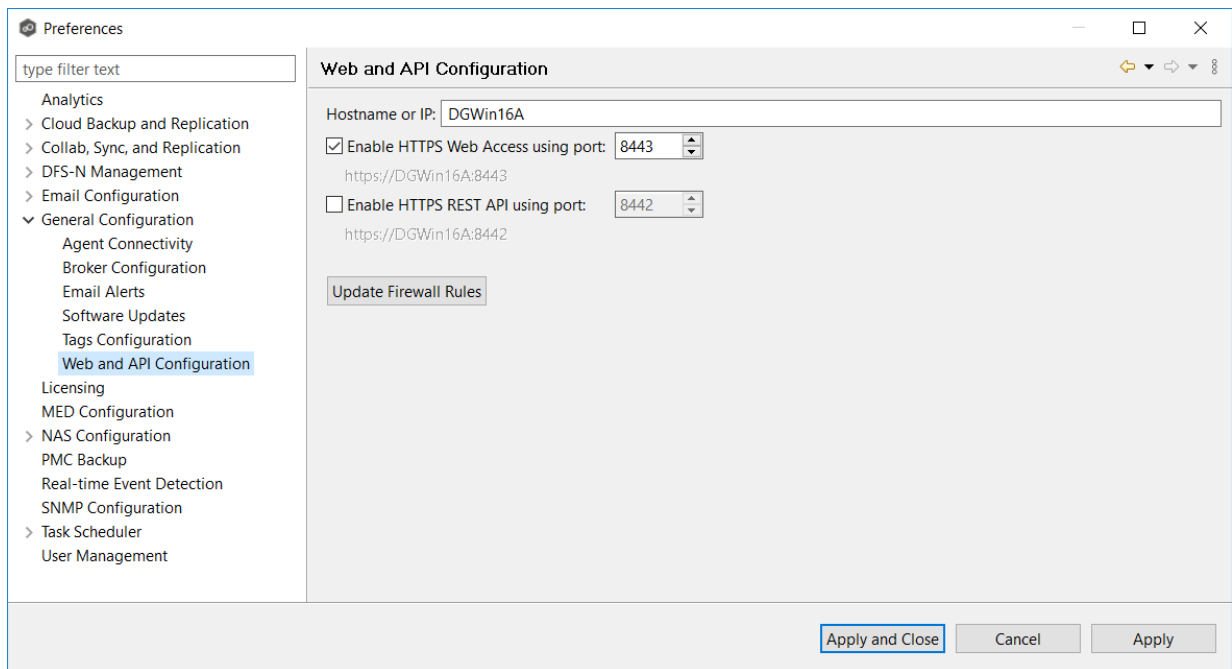 Preferences
type filter text
Analytics
Cloud Backup and Replication
Collab, Sync, and Replication
DFS-N Management
Email Configuration
General Configuration
Agent Connectivity
Broker Configuration
Email Alerts
Software Updates
Tags Configuration
Web and API Configuration
Licensing
MED Configuration
NAS Configuration
PMC Backup
Real-time Event Detection
SNMP Configuration
Task Scheduler
User Management
Web and API Configuration
Hostname or IP: DGWin16A
Enable HTTPS Web Access using port: 8443
https://DGWin16A:8443
Enable HTTPS REST API using port: 8442
https://DGWin16A:8442
Update Firewall Rules
Apply and Close Cancel Apply